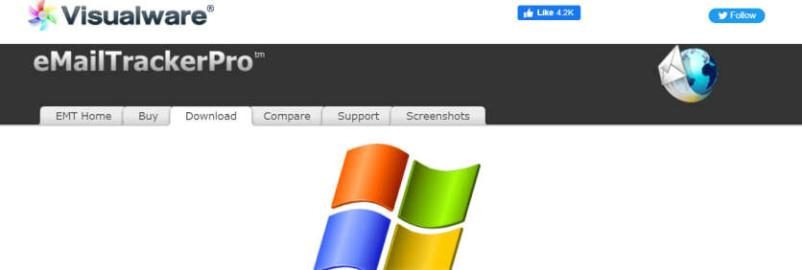 Visualware®
Like 4.2K
Follow
eMailTrackerPro™
EMT Home Buy Download Compare Support Screenshots